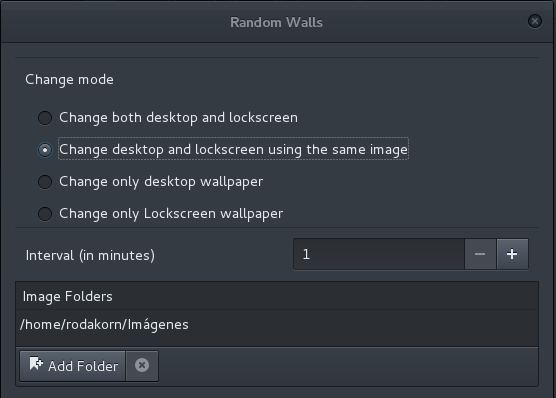 Random Walls
Change mode
Change both desktop and lockscreen
Change desktop and lockscreen using the same image
Change only desktop wallpaper
Change only Lockscreen wallpaper
Interval (in minutes) 1 − +
Image Folders
/home/rodakorn/Imágenes
Add Folder